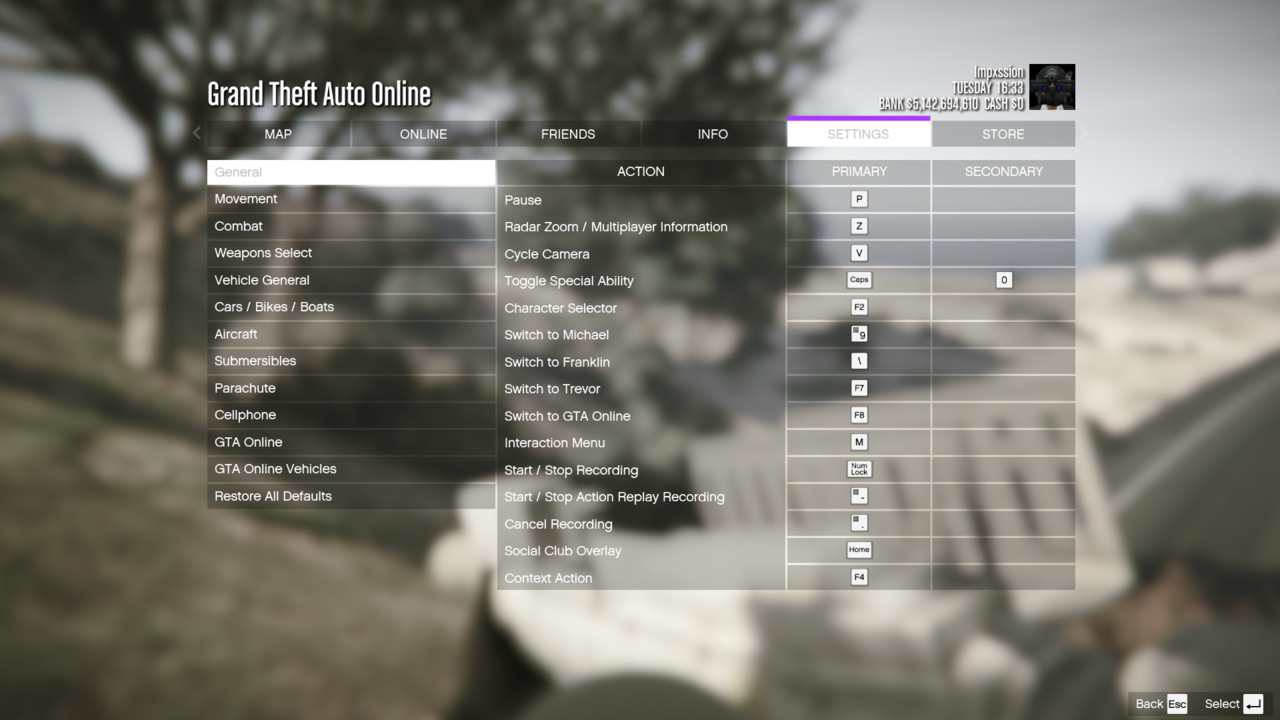 Grand Theft Auto Online
Impxssion
TUESDAY 16:33
BANK $5,142,694,610 CASH $0
MAP ONLINE FRIENDS INFO SETTINGS STORE
General ACTION PRIMARY SECONDARY
Movement Pause P
Combat Radar Zoom / Multiplayer Information Z
Weapons Select Cycle Camera V
Vehicle General Toggle Special Ability Caps 0
Cars / Bikes / Boats Character Selector F2
Aircraft Switch to Michael 9
Submersibles Switch to Franklin \
Parachute Switch to Trevor F7
Cellphone Switch to GTA Online F8
GTA Online Interaction Menu M
GTA Online Vehicles Start / Stop Recording Num Lock
Restore All Defaults Start / Stop Action Replay Recording -
Cancel Recording .
Social Club Overlay Home
Context Action F4
Back Esc Select